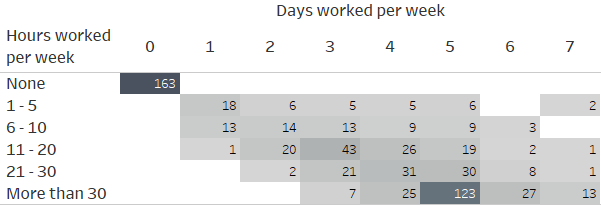 Days worked per week
Hours worked
per week
0 1 2 3 4 5 6 7
None 163
1 - 5 18 6 5 5 6 2
6 - 10 13 14 13 9 9 3
11 - 20 1 20 43 26 19 2 1
21 - 30 2 21 31 30 8 1
More than 30 7 25 123 27 13